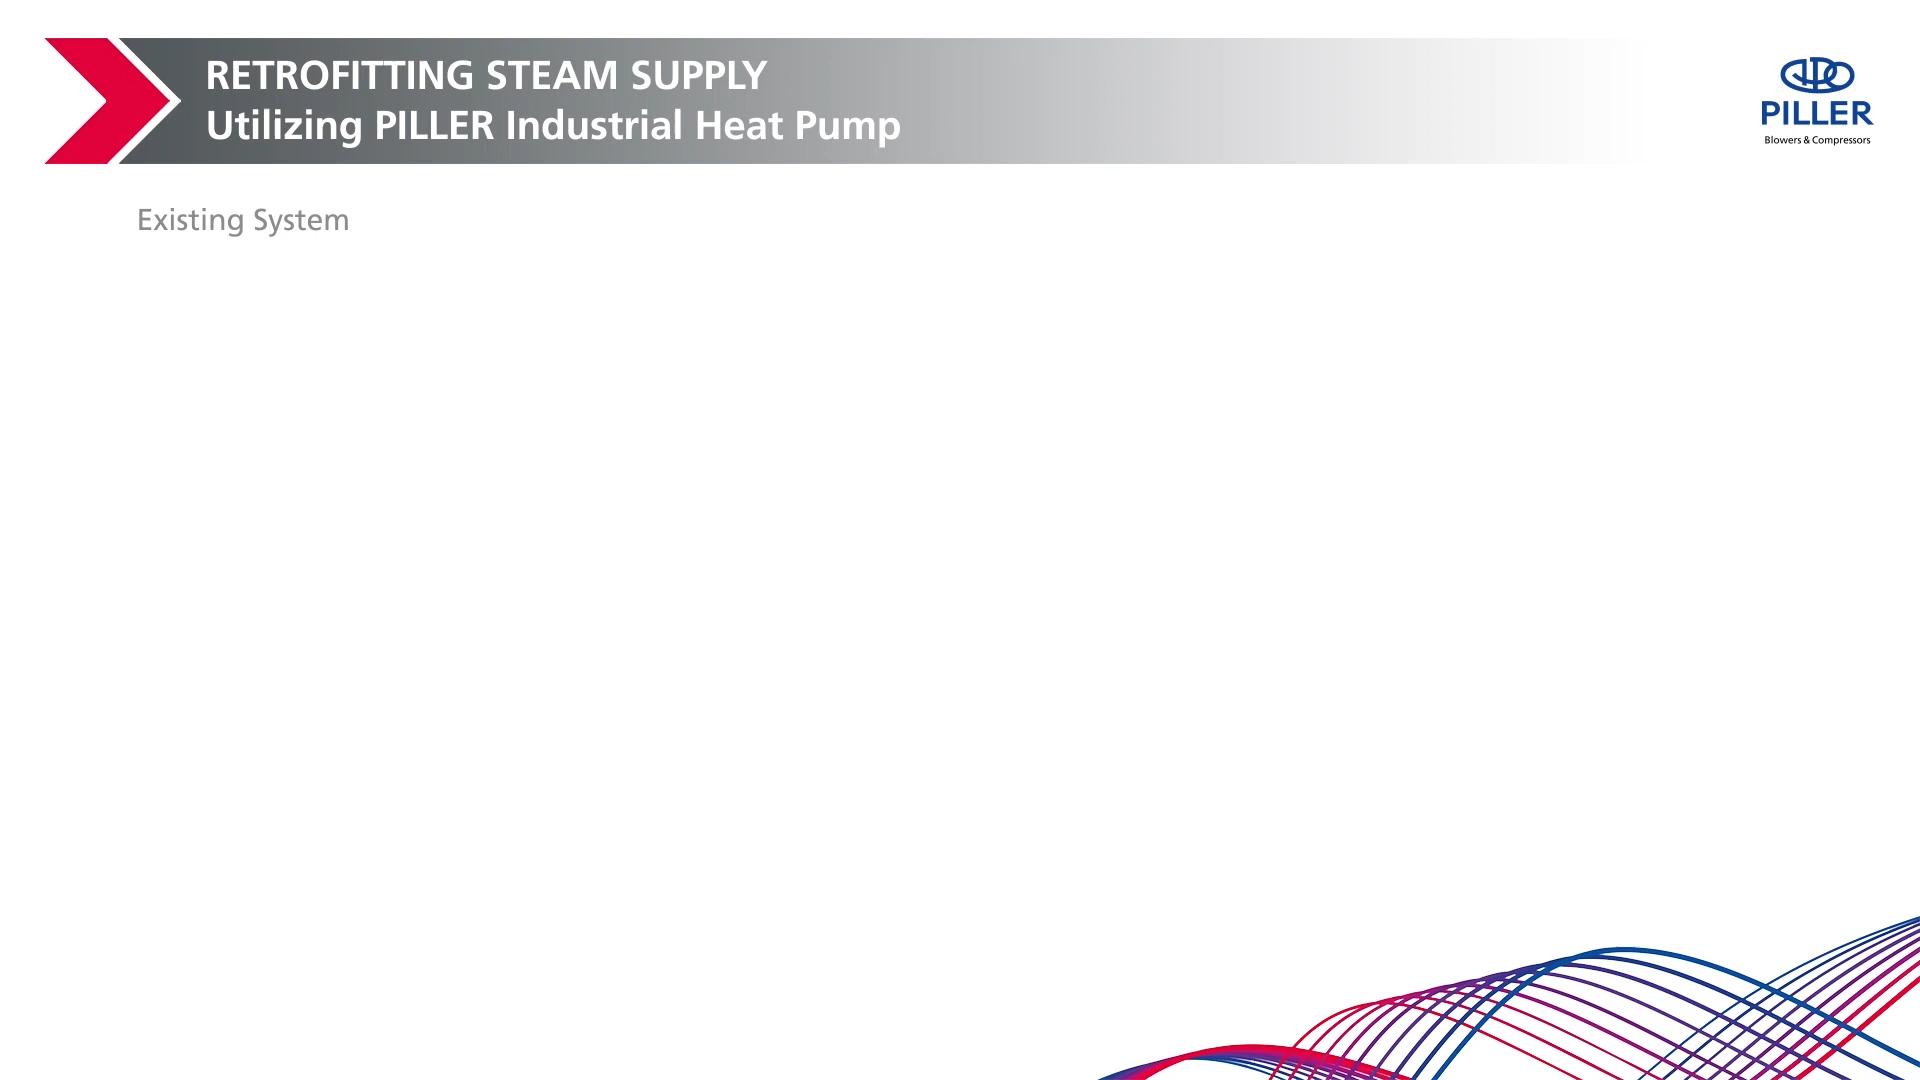 RETROFITTING STEAM SUPPLY
Utilizing PILLER Industrial Heat Pump
PILLER
Blowers & Compressors
Existing System